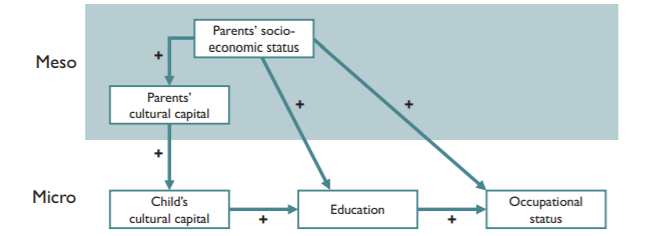 Parents' socio-
economic status
+
Meso
Parents'
cultural capital
+
+
+
Micro
Child's
cultural capital
+
Education
+
Occupational
status